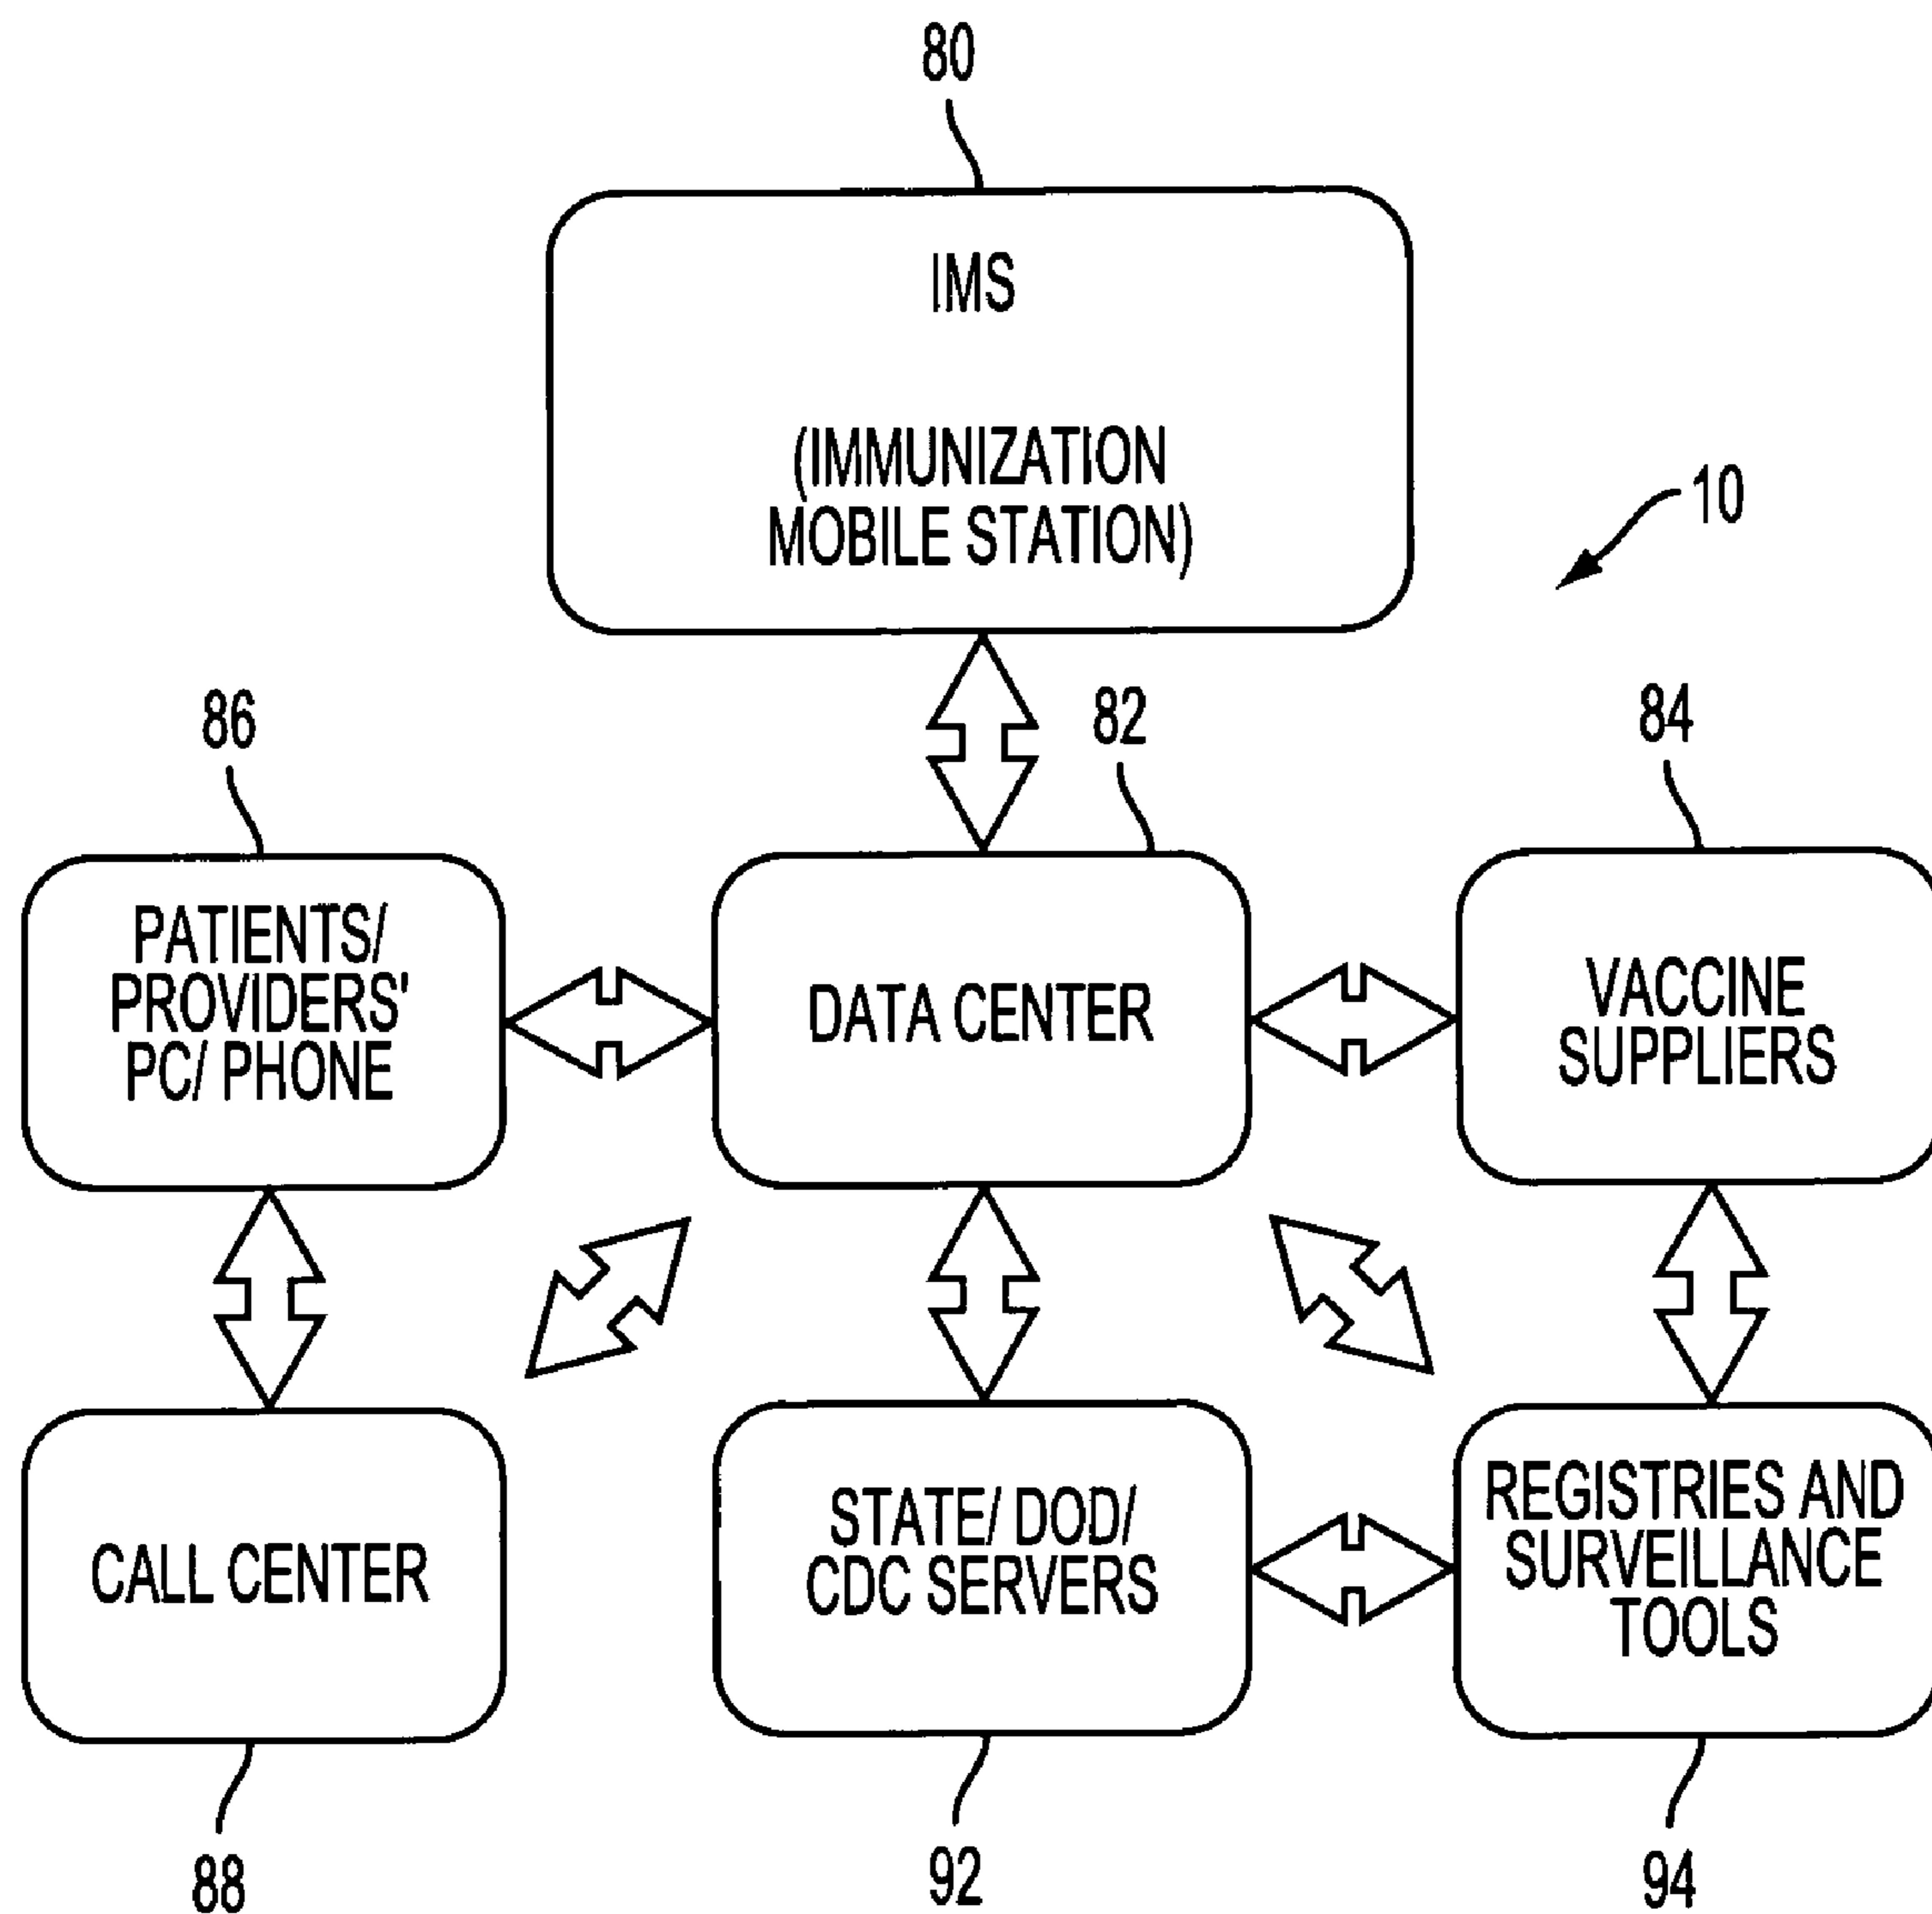 80
IMS
(IMMUNIZATION
MOBILE STATION)
10
86
82
84
PATIENTS/
PROVIDERS'
PC/ PHONE
DATA CENTER
VACCINE
SUPPLIERS
CALL CENTER
STATE/ DOD/
CDC SERVERS
REGISTRIES AND
SURVEILLANCE
TOOLS
88
92
94